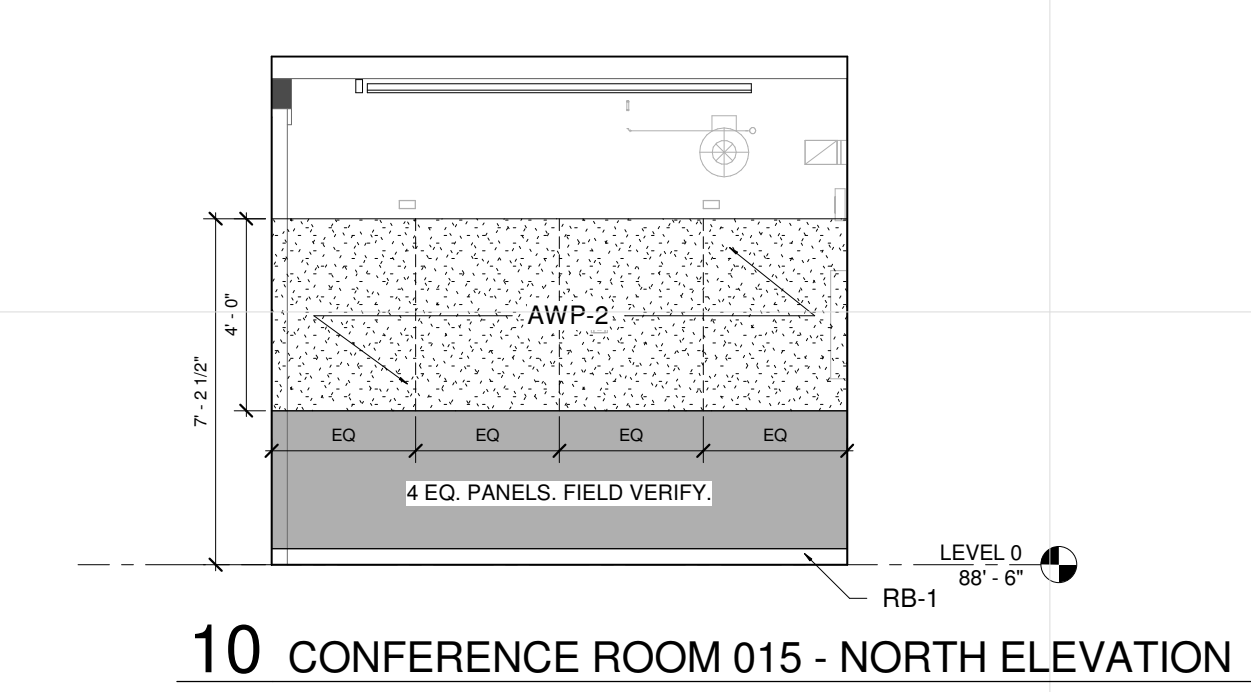 AWP-2
4' - 0"
7' - 2 1/2"
EQ EQ EQ EQ
4 EQ. PANELS. FIELD VERIFY.
LEVEL 0
88' - 6"
RB-1
10 CONFERENCE ROOM 015 - NORTH ELEVATION